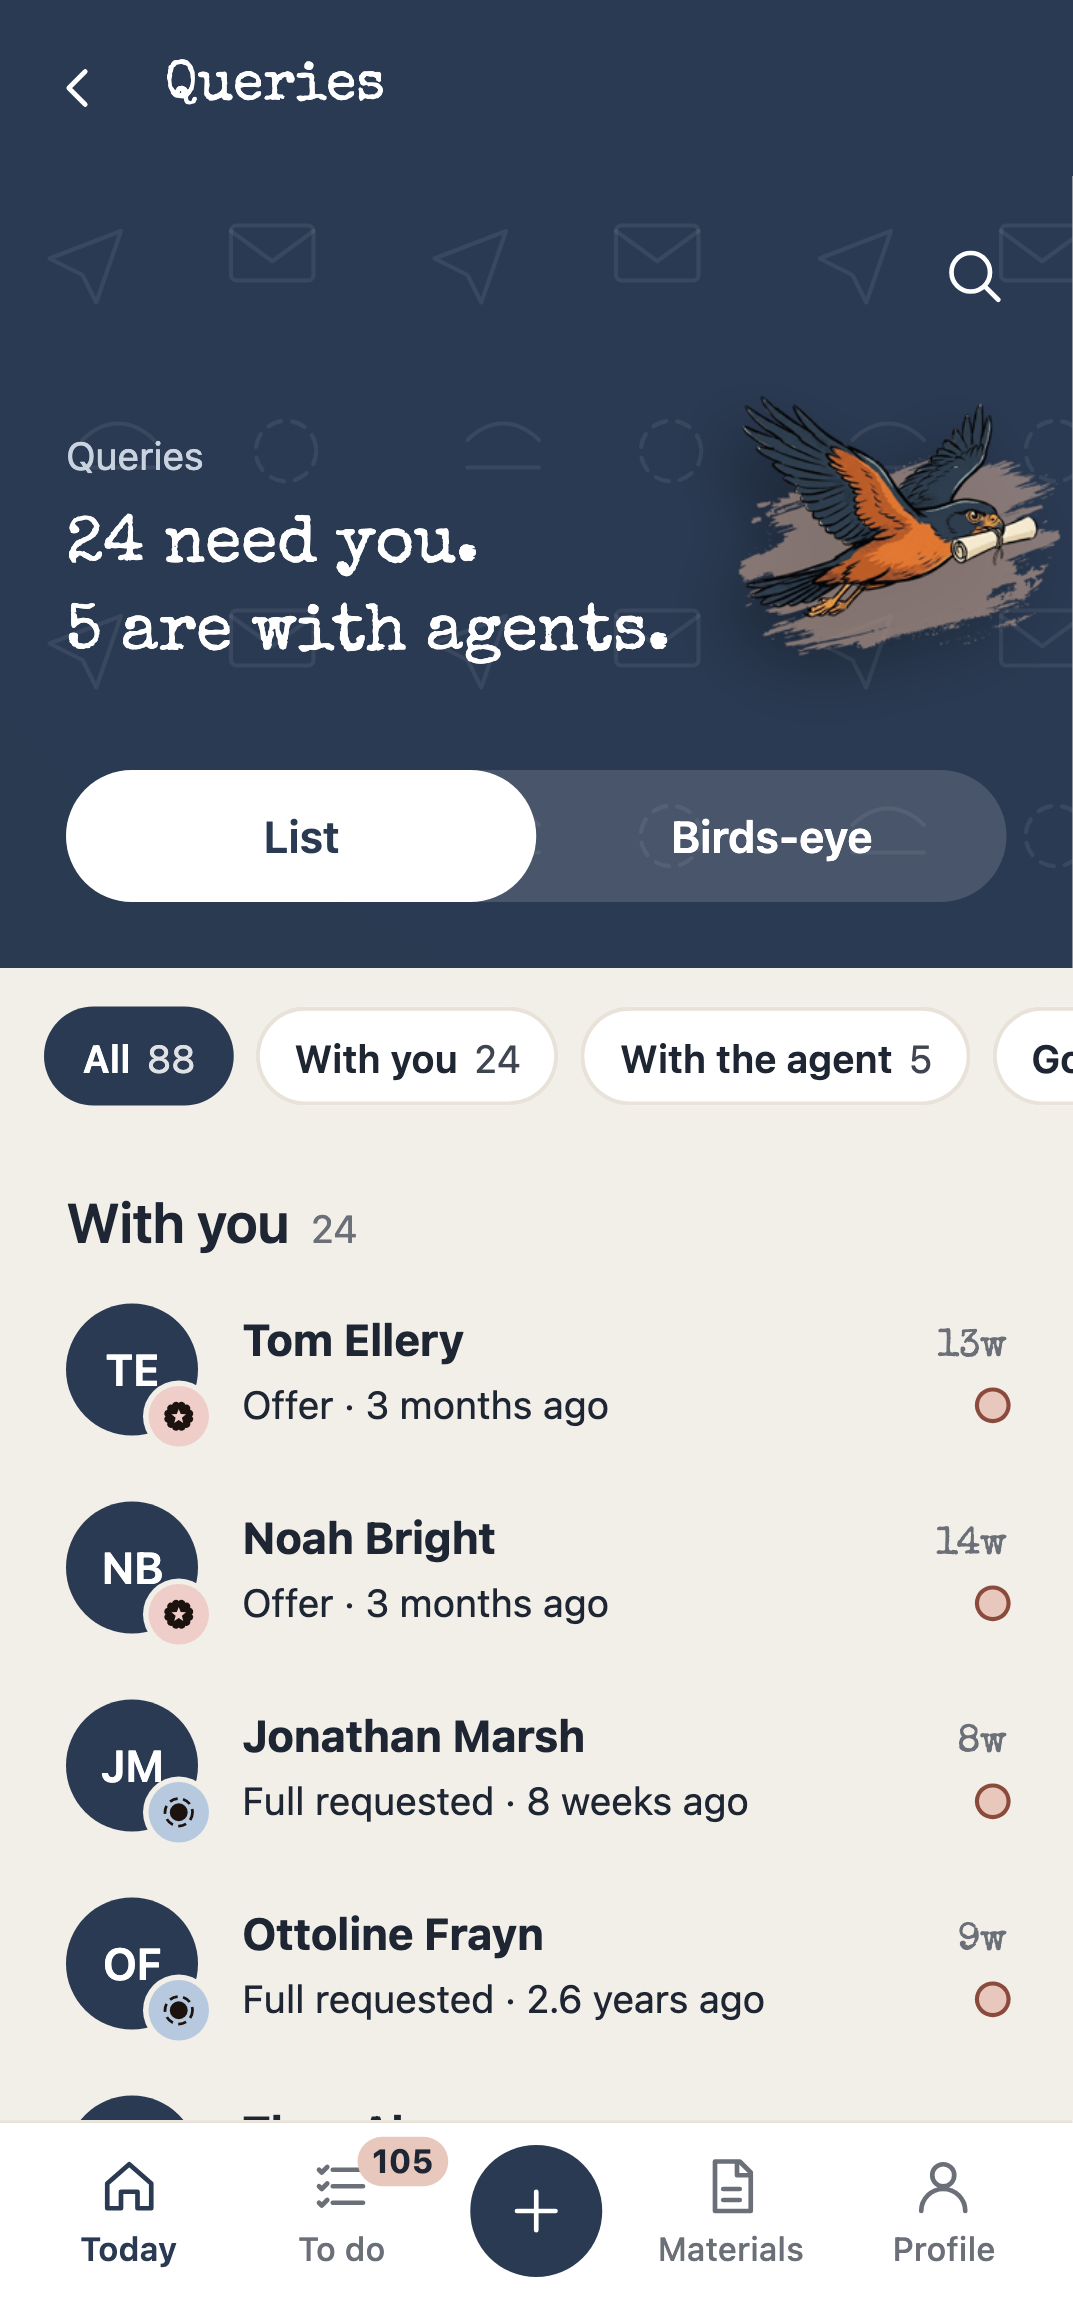 Queries
Queries
24 need you.
5 are with agents.
List
Birds-eye
All 88
With you 24
With the agent 5
With you 24
TE
Tom Ellery
13w
Offer · 3 months ago
NB
Noah Bright
14w
Offer · 3 months ago
JM
Jonathan Marsh
8w
Full requested · 8 weeks ago
OF
Ottoline Frayn
9w
Full requested · 2.6 years ago
105
Today
To do
Materials
Profile